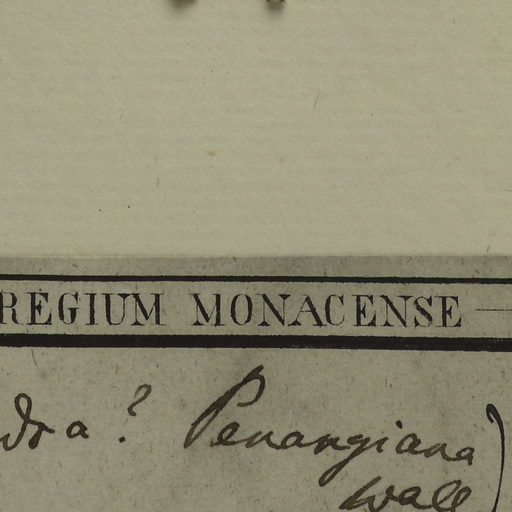 REGIUM MONACENSE
dra? Penangiana)
Wall